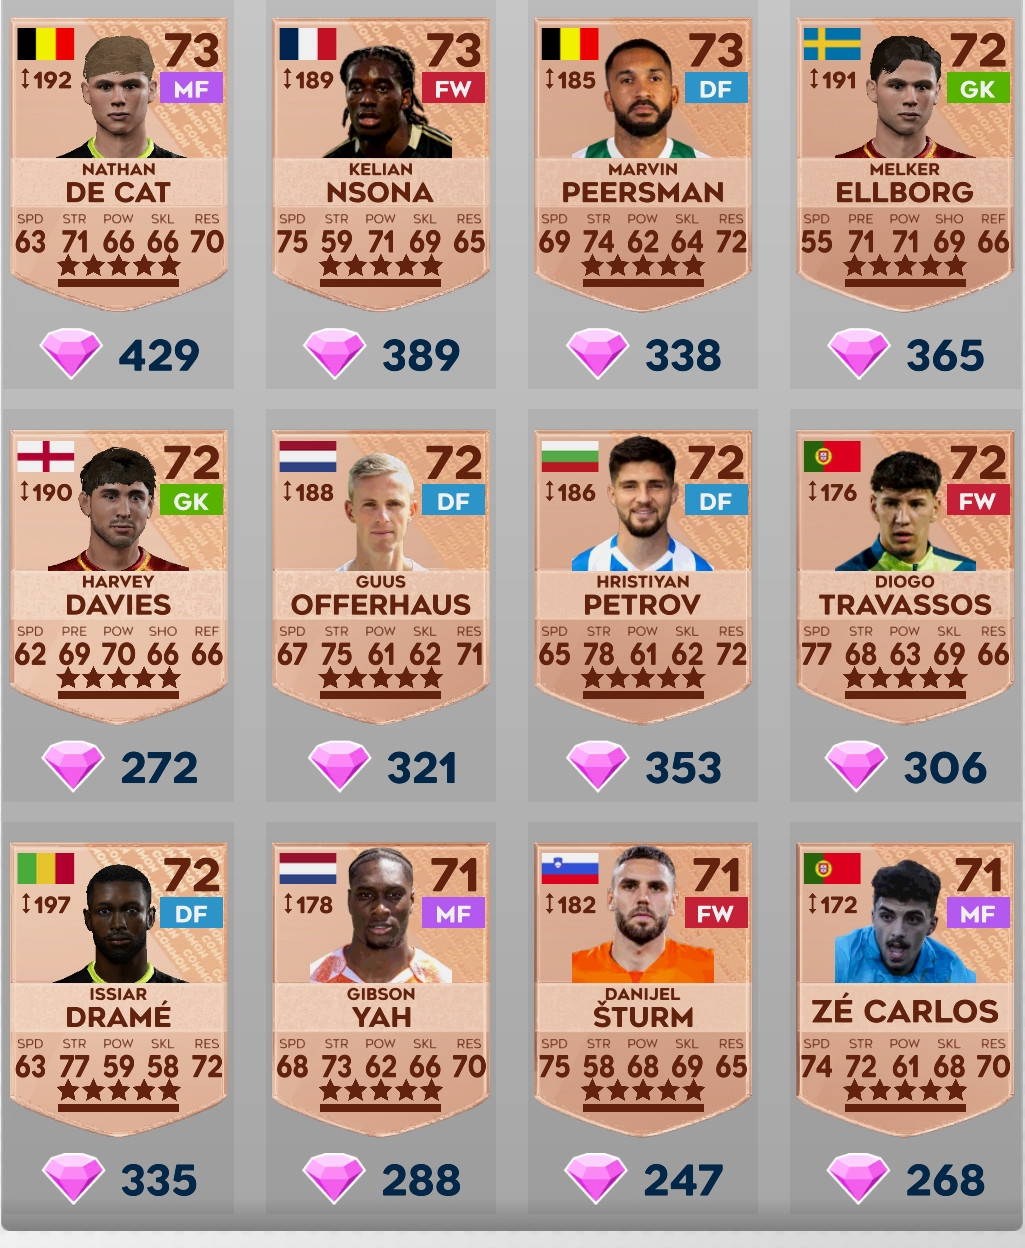 73
192
MF
NATHAN
DE CAT
SPD STR POW SKL RES
63 71 66 66 70
429
73
189
FW
KELIAN
NSONA
SPD STR POW SKL RES
75 59 71 69 65
389
73
185
DF
MARVIN
PEERSMAN
SPD STR POW SKL RES
69 74 62 64 72
338
72
191
GK
MELKER
ELLBORG
SPD PRE POW SHO REF
55 71 71 69 66
365
72
190
GK
HARVEY
DAVIES
SPD PRE POW SHO REF
62 69 70 66 66
272
72
188
DF
GUUS
OFFERHAUS
SPD STR POW SKL RES
67 75 61 62 71
321
72
186
DF
HRISTIYAN
PETROV
SPD STR POW SKL RES
65 78 61 62 72
353
72
176
FW
DIOGO
TRAVASSOS
SPD STR POW SKL RES
77 68 63 69 66
306
72
197
DF
ISSIAR
DRAMÉ
SPD STR POW SKL RES
63 77 59 58 72
335
71
178
MF
GIBSON
YAH
SPD STR POW SKL RES
68 73 62 66 70
288
71
182
FW
DANIJEL
ŠTURM
SPD STR POW SKL RES
75 58 68 69 65
247
71
172
MF
ZÉ CARLOS
SPD STR POW SKL RES
74 72 61 68 70
268